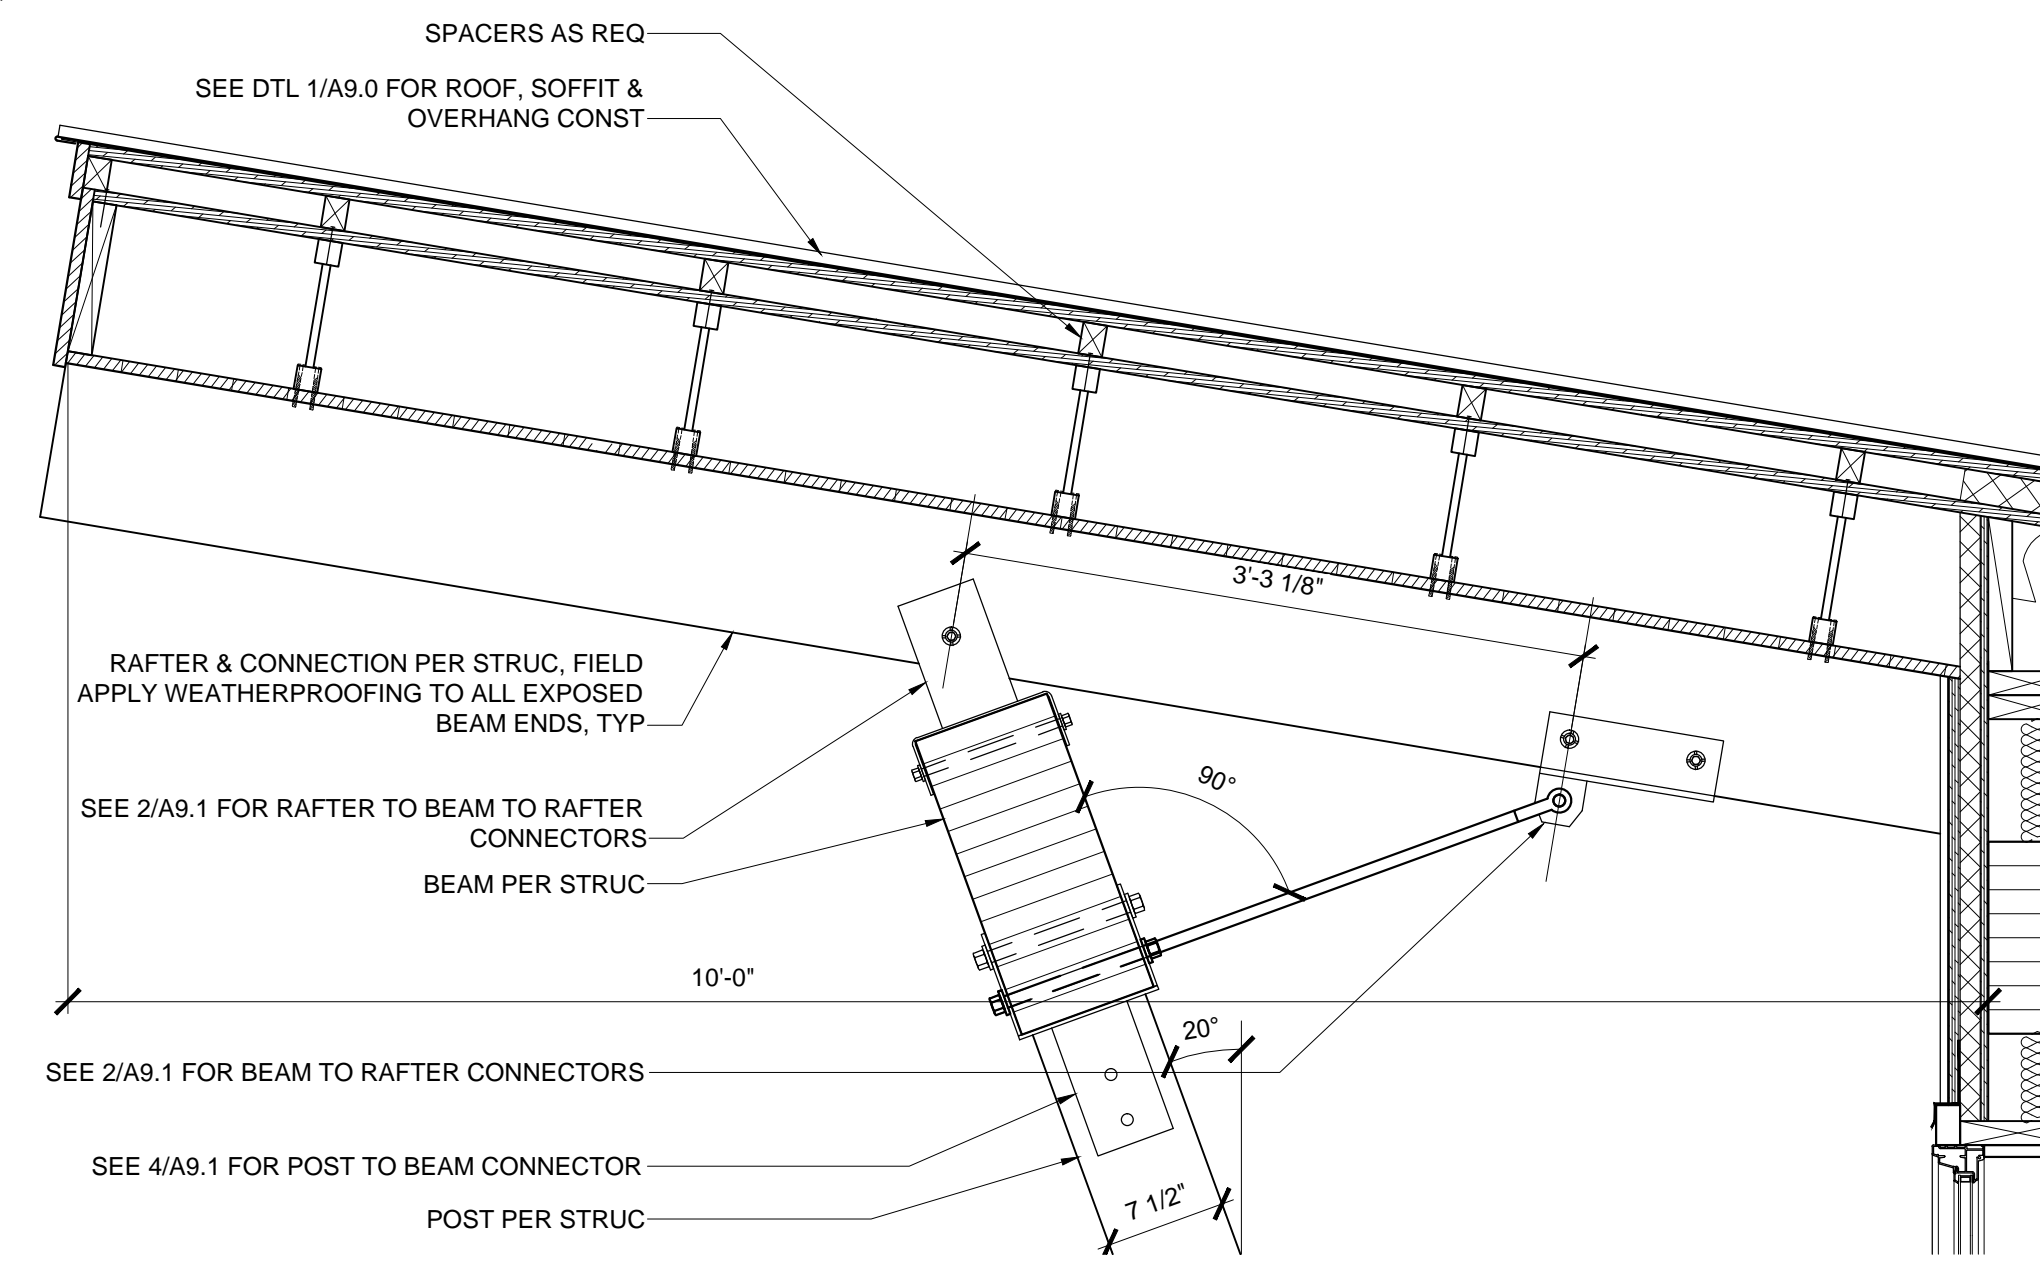 SPACERS AS REQ
SEE DTL 1/A9.0 FOR ROOF, SOFFIT &
OVERHANG CONST
3'-3 1/8"
RAFTER & CONNECTION PER STRUC, FIELD
APPLY WEATHERPROOFING TO ALL EXPOSED
BEAM ENDS, TYP
90°
SEE 2/A9.1 FOR RAFTER TO BEAM TO RAFTER
CONNECTORS
BEAM PER STRUC
10'-0"
20°
SEE 2/A9.1 FOR BEAM TO RAFTER CONNECTORS
SEE 4/A9.1 FOR POST TO BEAM CONNECTOR
7 1/2"
POST PER STRUC